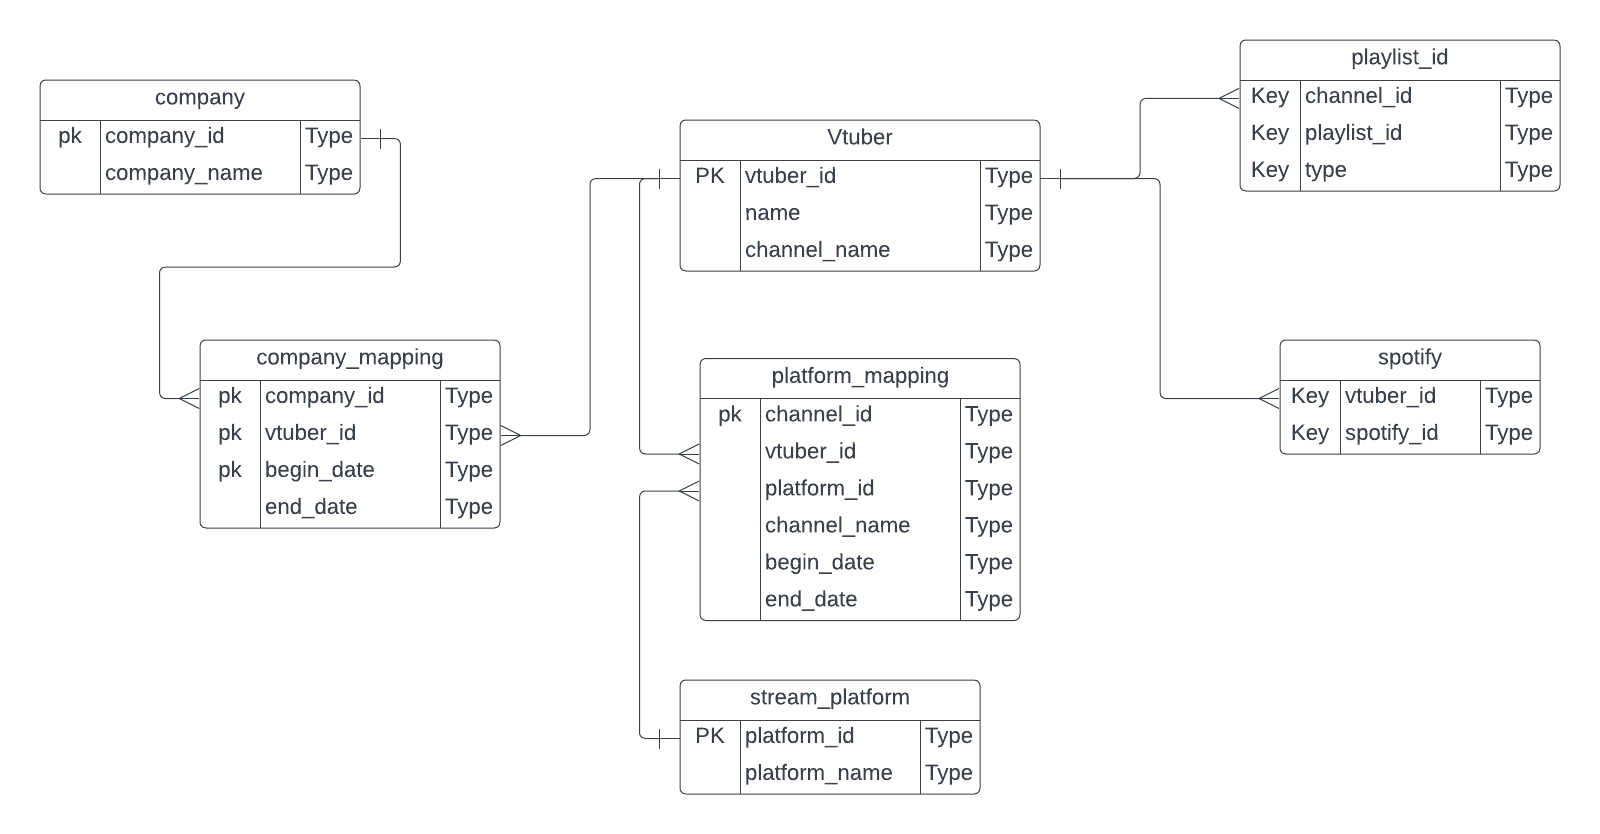 company
pk company_id Type
company_name Type
Vtuber
PK vtuber_id Type
name Type
channel_name Type
playlist_id
Key channel_id Type
Key playlist_id Type
Key type Type
company_mapping
pk company_id Type
pk vtuber_id Type
pk begin_date Type
end_date Type
platform_mapping
pk channel_id Type
vtuber_id Type
platform_id Type
channel_name Type
begin_date Type
end_date Type
spotify
Key vtuber_id Type
Key spotify_id Type
stream_platform
PK platform_id Type
platform_name Type